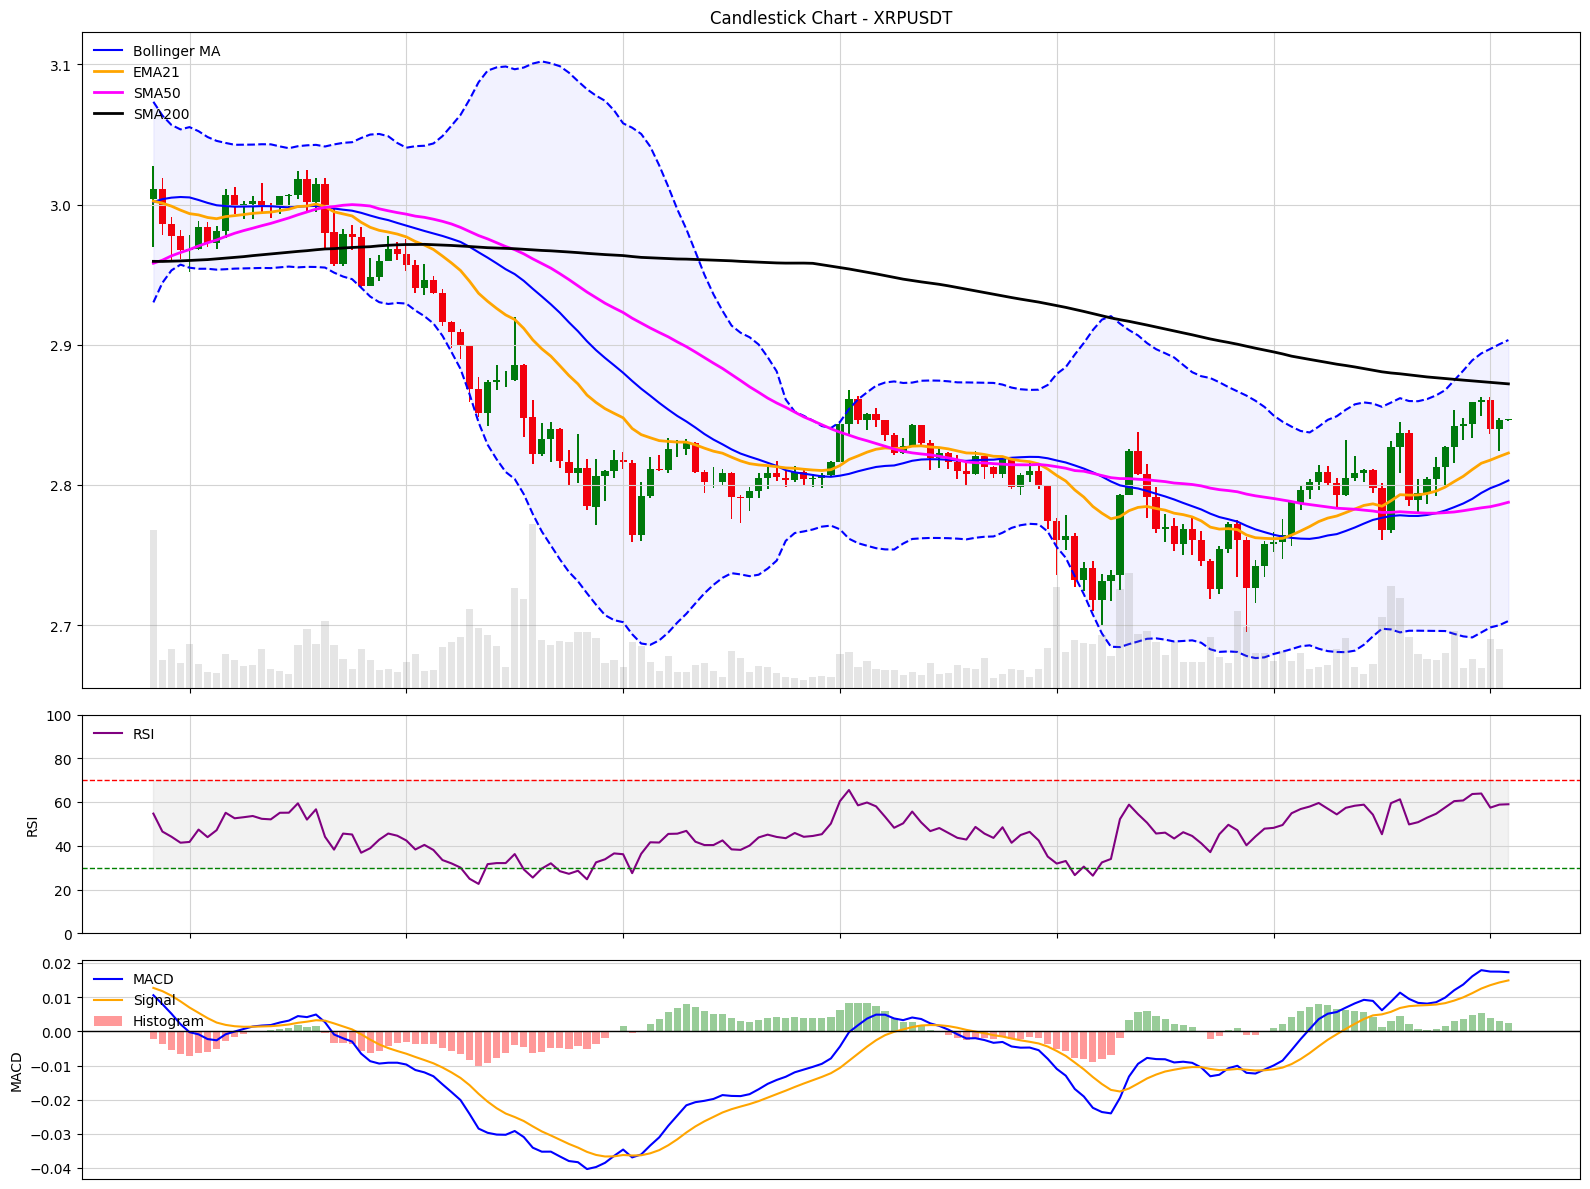 Candlestick Chart - XRPUSDT
Bollinger MA
EMA21
SMA50
SMA200
3.1
3.0
2.9
2.8
2.7
RSI
100
80
60
40
20
0
RSI
MACD
Signal
Histogram
0.02
0.01
0.00
−0.01
−0.02
−0.03
−0.04
MACD